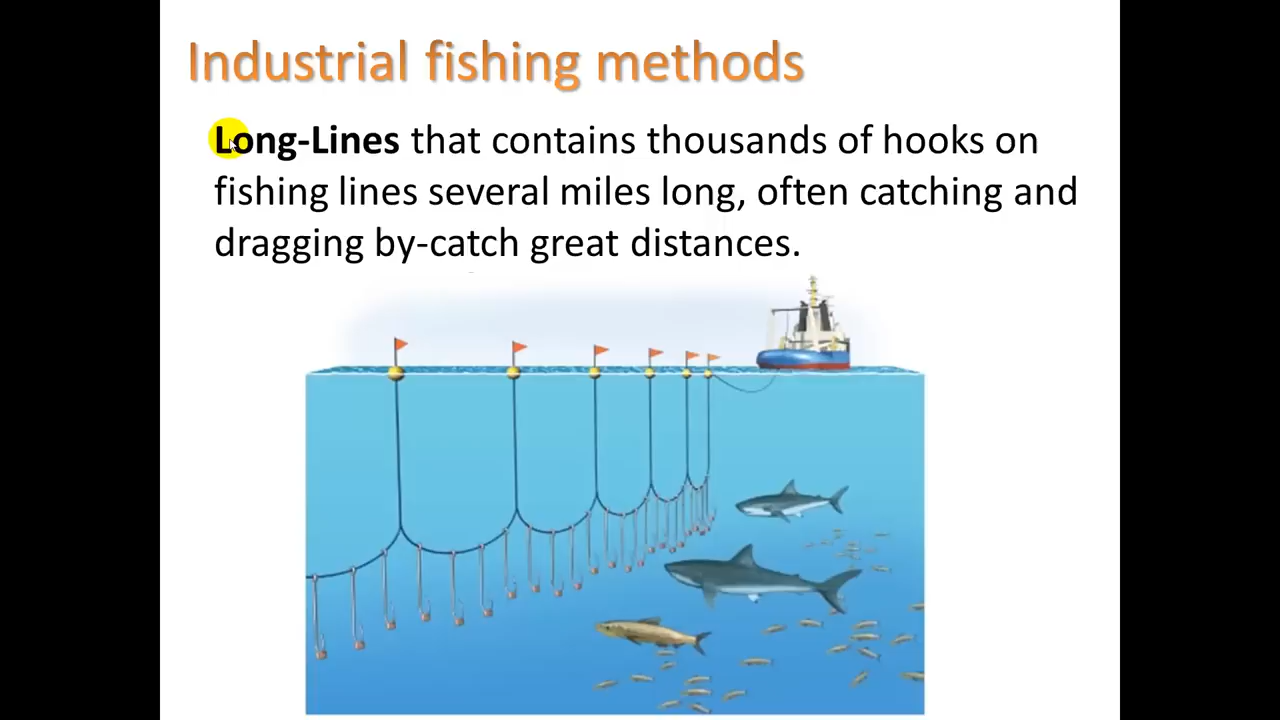 Industrial fishing methods
Long-Lines that contains thousands of hooks on
fishing lines several miles long, often catching and
dragging by-catch great distances.